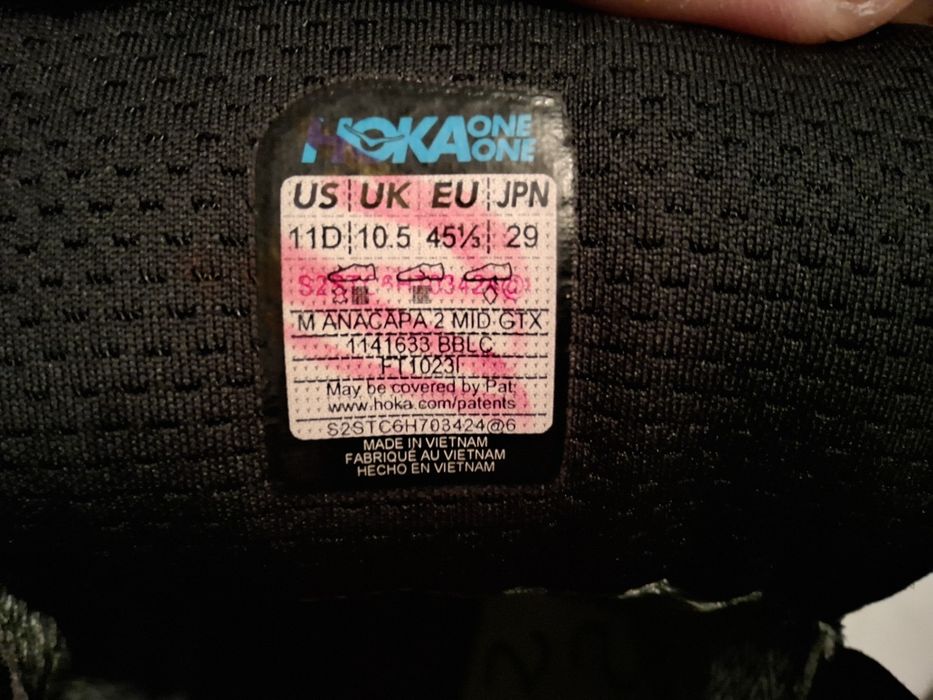 HOKA ONE ONE
US UK EU JPN
11D 10.5 45⅓ 29
M ANACAPA 2 MID GTX
1141633 BBLC
May be covered by Pat:
www.hoka.com/patents
S2STC6H703424@6
MADE IN VIETNAM
FABRIQUÉ AU VIETNAM
HECHO EN VIETNAM